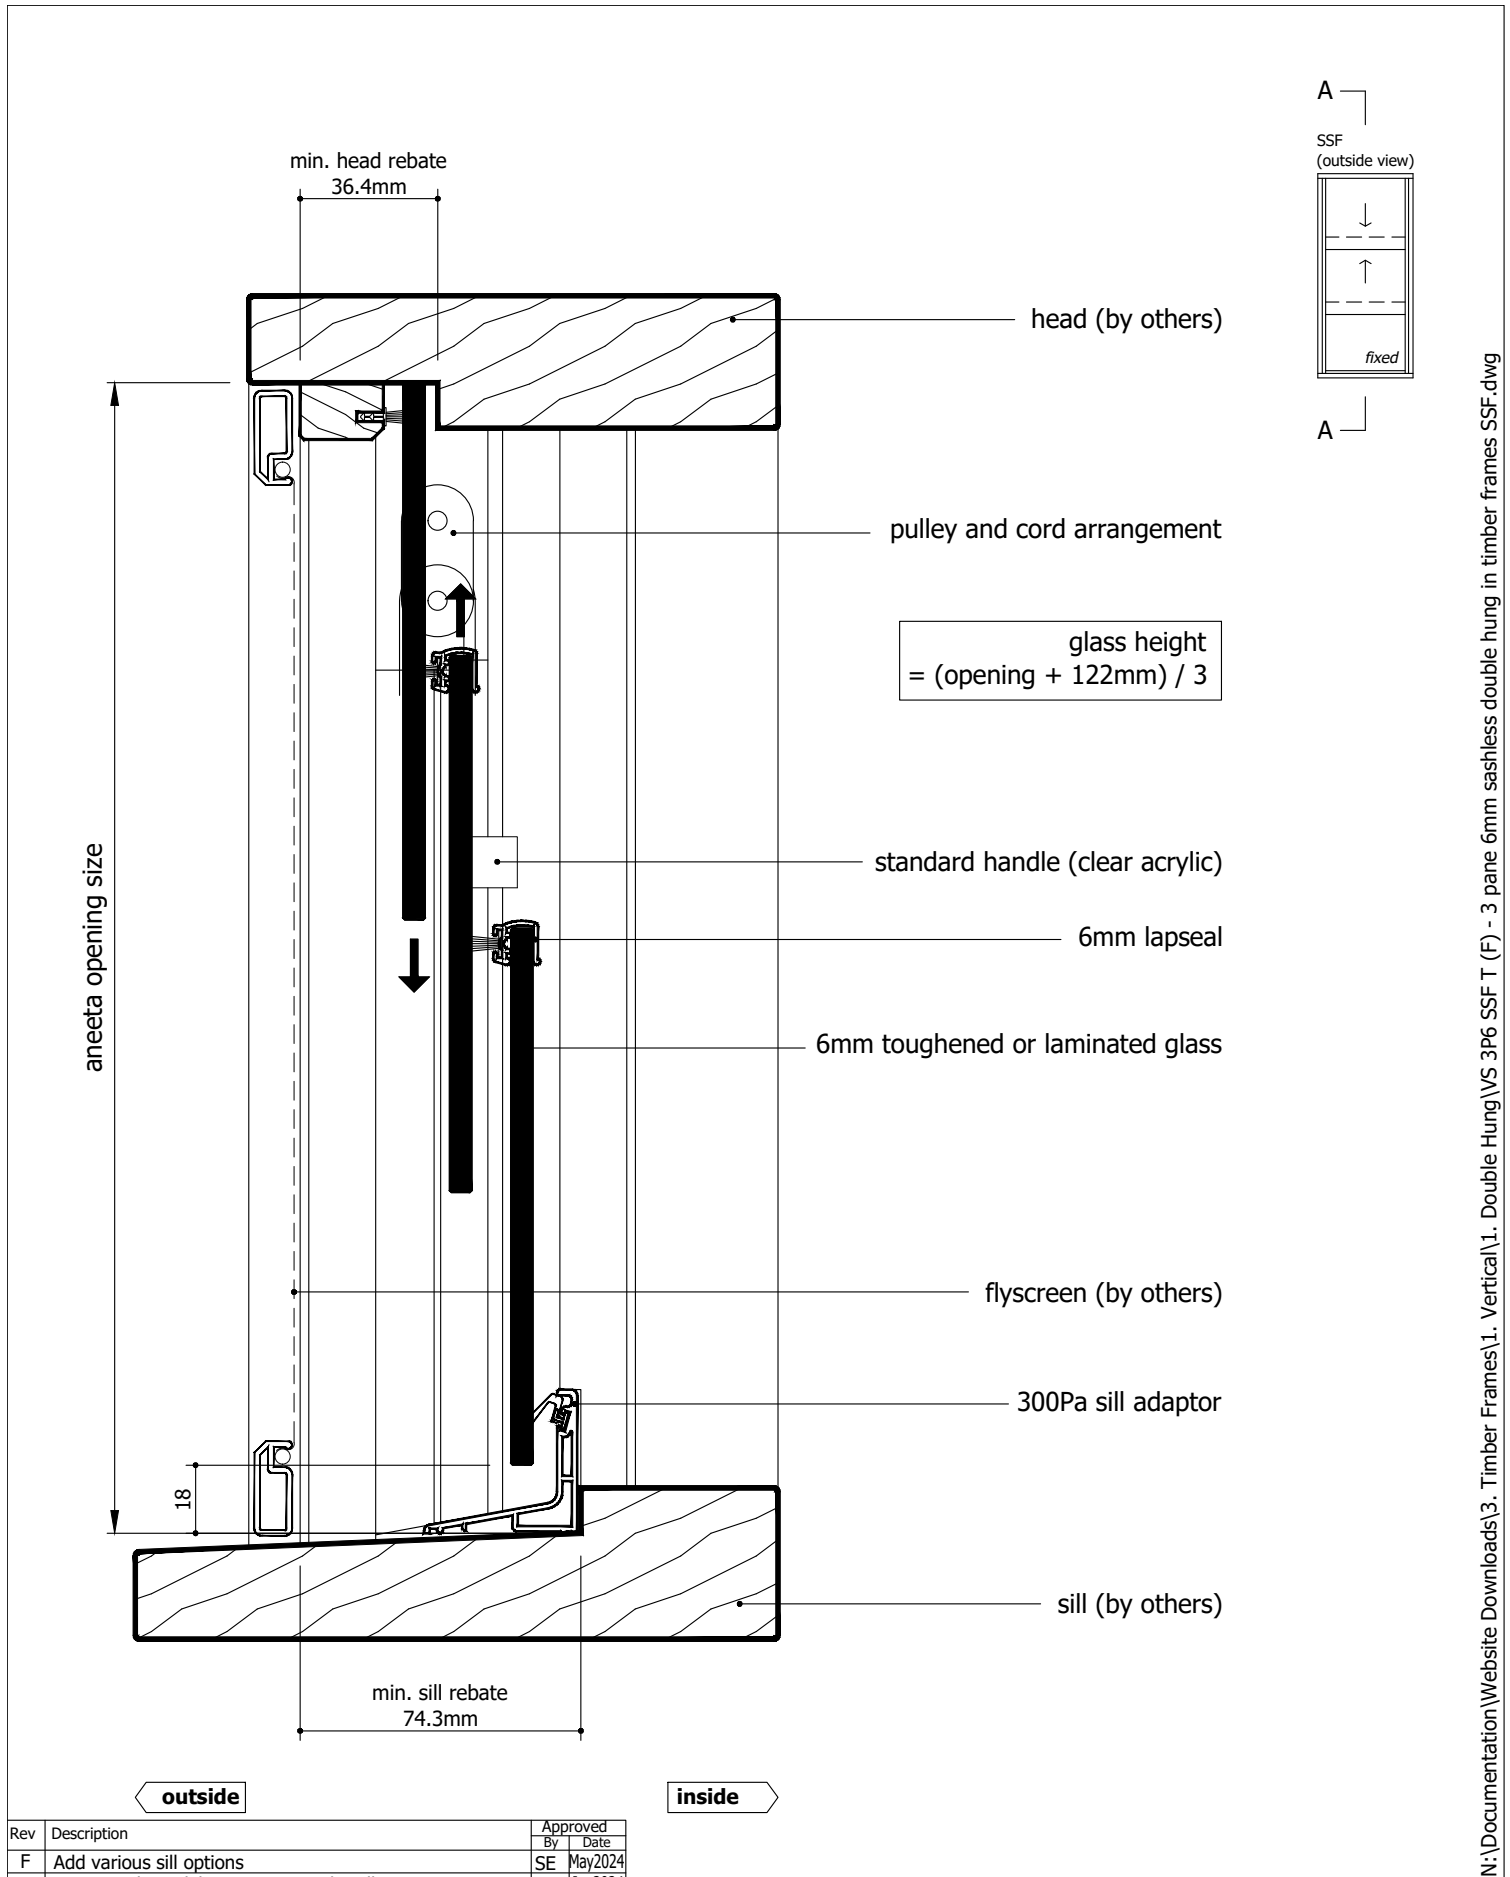 A
SSF
(outside view)
fixed
A
min. head rebate
36.4mm
head (by others)
pulley and cord arrangement
glass height
= (opening + 122mm) / 3
standard handle (clear acrylic)
6mm lapseal
aneeta opening size
6mm toughened or laminated glass
flyscreen (by others)
300Pa sill adaptor
18
sill (by others)
min. sill rebate
74.3mm
outside
inside
Rev Description Approved
By Date
F Add various sill options SE May2024
N:\Documentation\Website Downloads\3. Timber Frames\1. Vertical\1. Double Hung\VS 3P6 SSF T (F) - 3 pane 6mm sashless double hung in timber frames SSF.dwg